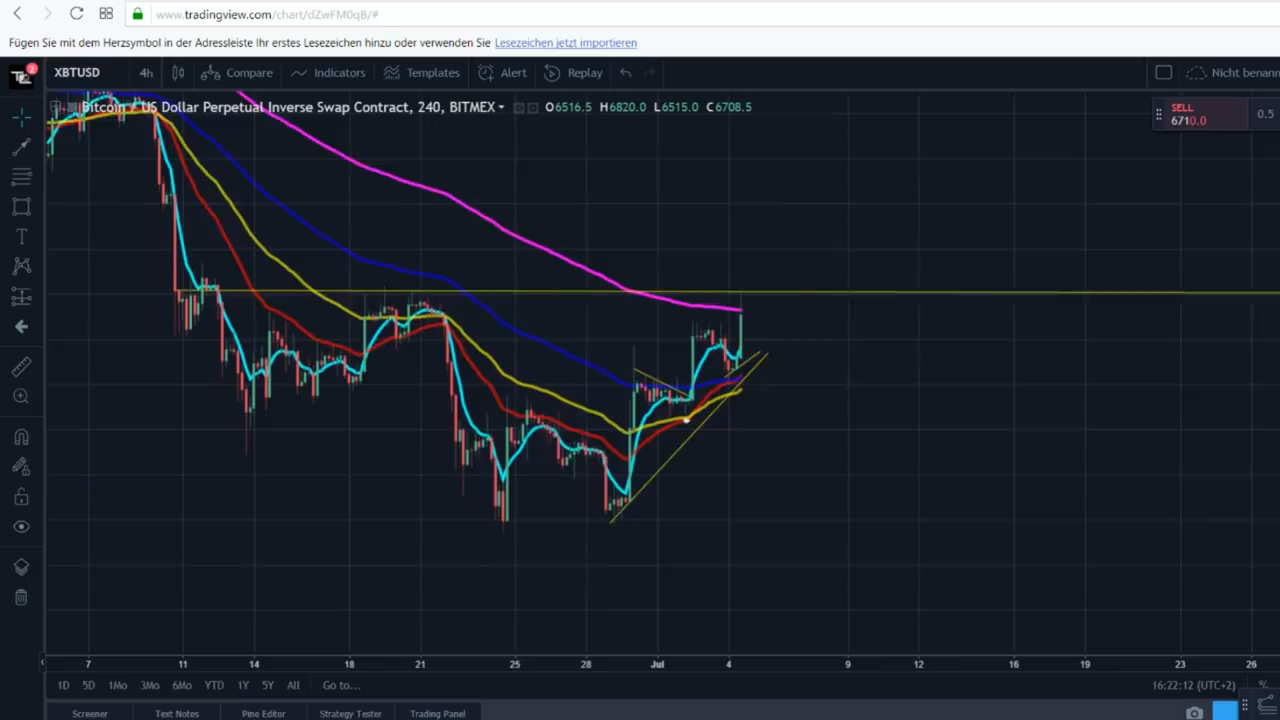 www.tradingview.com/chart/dZwFM0qB/#
Fügen Sie mit dem Herzsymbol in der Adressleiste Ihr erstes Lesezeichen hinzu oder verwenden Sie Lesezeichen jetzt importieren
2
XBTUSD 4h Compare Indicators Templates Alert Replay Nicht benann
Bitcoin / US Dollar Perpetual Inverse Swap Contract, 240, BITMEX O6516.5 H6820.0 L6515.0 C6708.5
SELL
6710.0
0.5
7 11 14 18 21 25 28 Jul 4 9 12 16 19 23 26
1D 5D 1Mo 3Mo 6Mo YTD 1Y 5Y All Go to... 16:22:12 (UTC+2) %
Screener Text Notes Pine Editor Strategy Tester Trading Panel